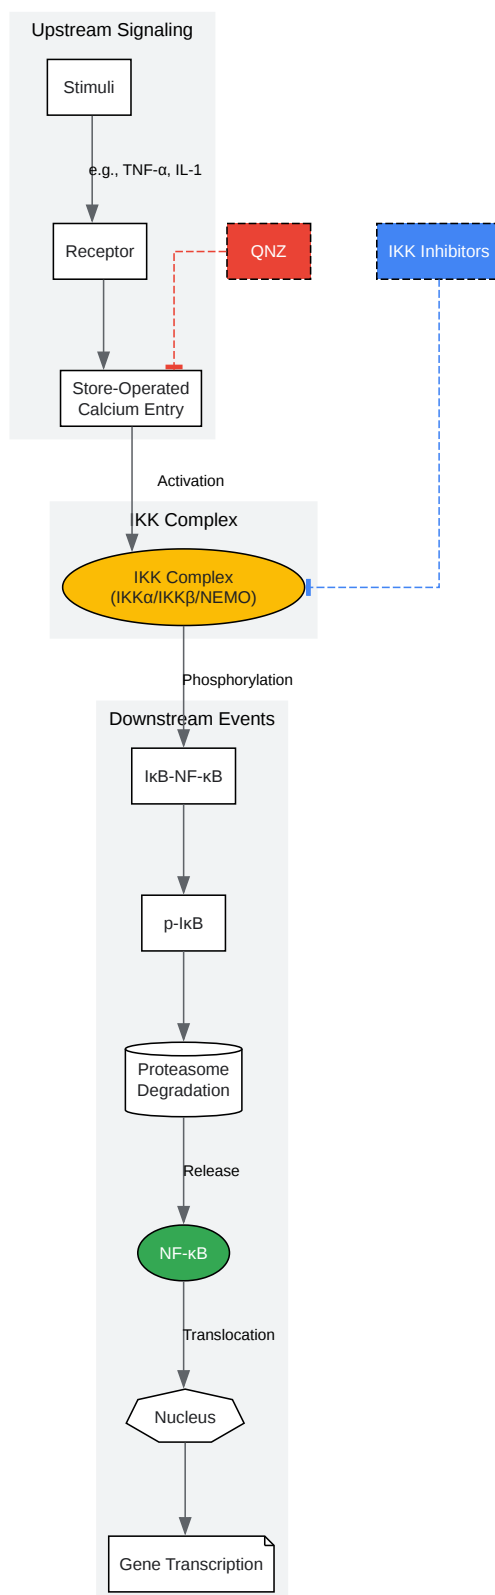 Upstream Signaling
Stimuli
e.g., TNF-α, IL-1
Receptor
QNZ
IKK Inhibitors
Store-Operated
Calcium Entry
Activation
IKK Complex
IKK Complex
(IKKα/IKKβ/NEMO)
Phosphorylation
Downstream Events
IκB-NF-κB
p-IκB
Proteasome
Degradation
Release
NF-κB
Translocation
Nucleus
Gene Transcription